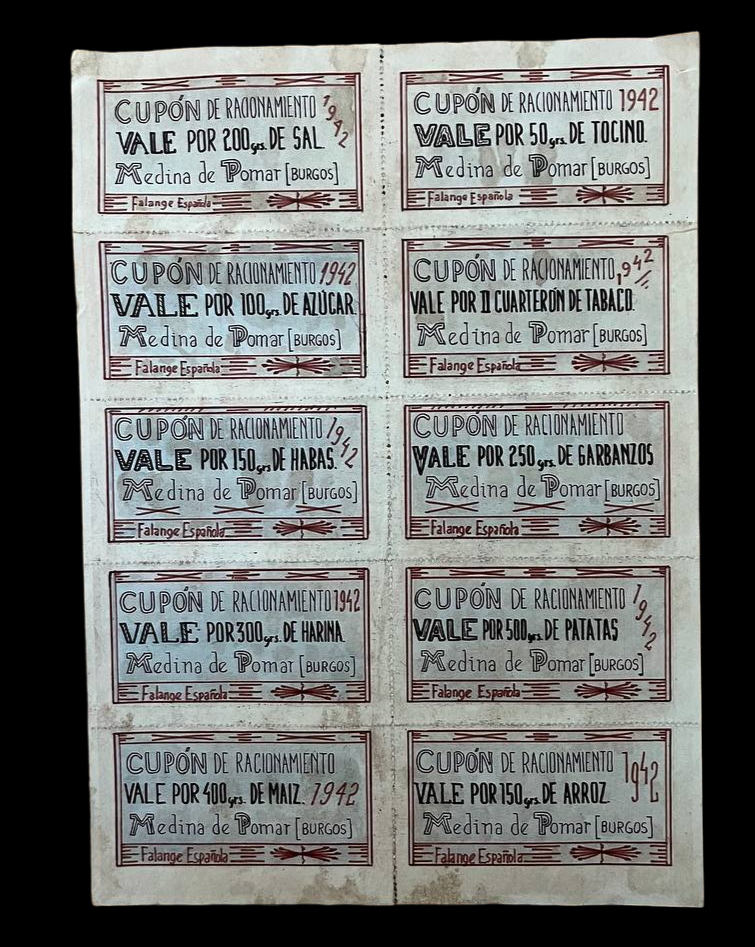 CUPÓN DE RACIONAMIENTO 1942
VALE POR 200 grs. DE SAL
Medina de Pomar [BURGOS]
Falange Española
CUPÓN DE RACIONAMIENTO 1942
VALE POR 50 grs. DE TOCINO.
Medina de Pomar [BURGOS]
Falange Española
CUPÓN DE RACIONAMIENTO 1942
VALE POR 100 grs. DE AZÚCAR.
Medina de Pomar [BURGOS]
Falange Española
CUPÓN DE RACIONAMIENTO 1942
VALE POR II CUARTERÓN DE TABACO.
Medina de Pomar [BURGOS]
Falange Española
CUPÓN DE RACIONAMIENTO 1942
VALE POR 150 grs DE HABAS.
Medina de Pomar [BURGOS]
Falange Española
CUPÓN DE RACIONAMIENTO
VALE POR 250 grs. DE GARBANZOS
Medina de Pomar [BURGOS]
Falange Española
CUPÓN DE RACIONAMIENTO 1942
VALE POR 300 grs. DE HARINA.
Medina de Pomar [BURGOS]
Falange Española
CUPÓN DE RACIONAMIENTO 1942
VALE POR 500 grs. DE PATATAS
Medina de Pomar [BURGOS]
Falange Española
CUPÓN DE RACIONAMIENTO
VALE POR 400 grs. DE MAIZ. 1942
Medina de Pomar [BURGOS]
Falange Española
CUPÓN DE RACIONAMIENTO 1942
VALE POR 150 grs. DE ARROZ.
Medina de Pomar [BURGOS]
Falange Española